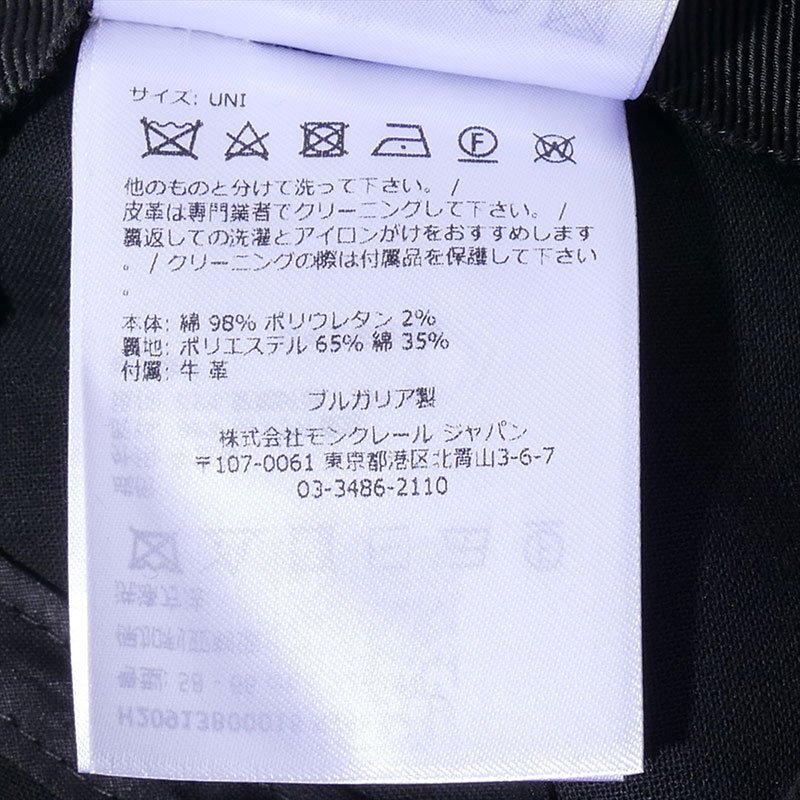 サイズ: UNI
F W
他のものと分けて洗って下さい。 /
皮革は専門業者でクリーニングして下さい。 /
裏返しての洗濯とアイロンがけをおすすめします
。 / クリーニングの際は付属品を保護して下さい
。
本体: 綿 98% ポリウレタン 2%
裏地: ポリエステル 65% 綿 35%
付属: 牛 革
ブルガリア製
株式会社モンクレール ジャパン
〒107-0061 東京都港区北青山3-6-7
03-3486-2110